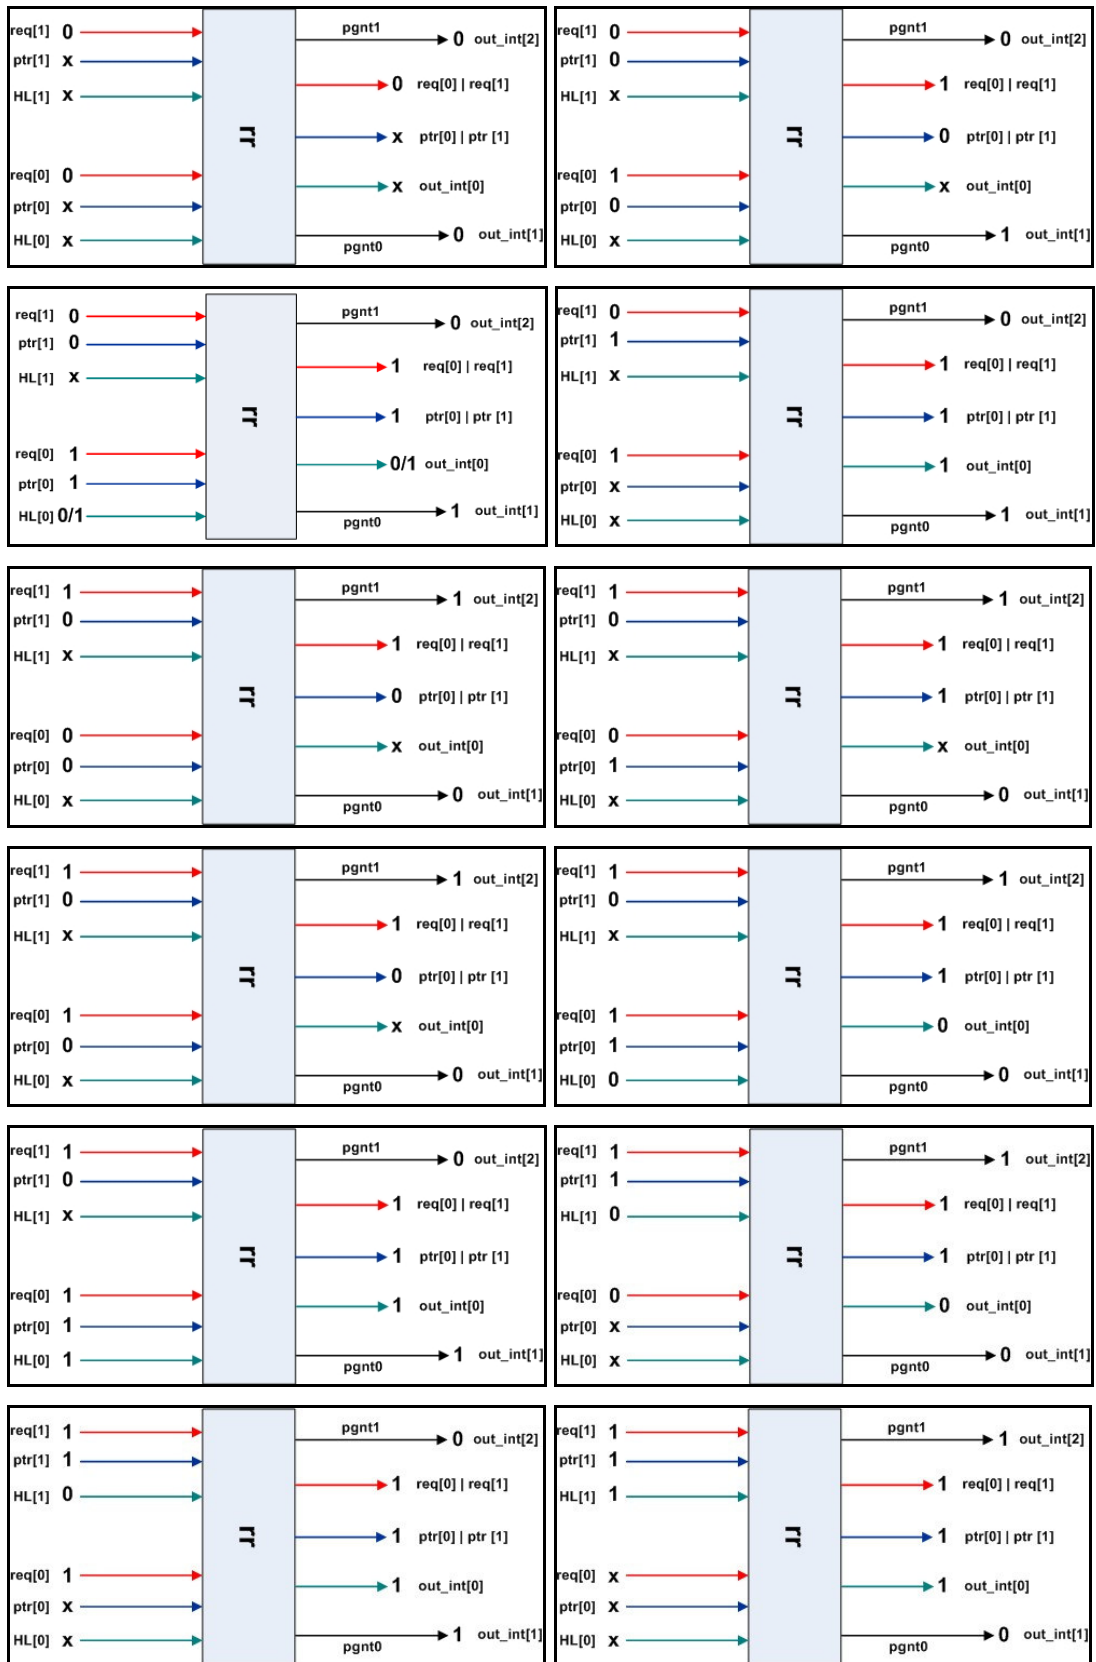 req[1] 0
ptr[1] x
HL[1] x
req[0] 0
ptr[0] x
HL[0] x
rr
pgnt1
0 out_int[2]
0 req[0] | req[1]
x ptr[0] | ptr [1]
x out_int[0]
0 out_int[1]
pgnt0
req[1] 0
ptr[1] 0
HL[1] x
req[0] 1
ptr[0] 0
HL[0] x
rr
pgnt1
0 out_int[2]
1 req[0] | req[1]
0 ptr[0] | ptr [1]
x out_int[0]
1 out_int[1]
pgnt0
req[1] 0
ptr[1] 0
HL[1] x
req[0] 1
ptr[0] 1
HL[0] 0/1
rr
pgnt1
0 out_int[2]
1 req[0] | req[1]
1 ptr[0] | ptr [1]
0/1 out_int[0]
1 out_int[1]
pgnt0
req[1] 0
ptr[1] 1
HL[1] x
req[0] 1
ptr[0] x
HL[0] x
rr
pgnt1
0 out_int[2]
1 req[0] | req[1]
1 ptr[0] | ptr [1]
1 out_int[0]
1 out_int[1]
pgnt0
req[1] 1
ptr[1] 0
HL[1] x
req[0] 0
ptr[0] 0
HL[0] x
rr
pgnt1
1 out_int[2]
1 req[0] | req[1]
0 ptr[0] | ptr [1]
x out_int[0]
0 out_int[1]
pgnt0
req[1] 1
ptr[1] 0
HL[1] x
req[0] 0
ptr[0] 1
HL[0] x
rr
pgnt1
1 out_int[2]
1 req[0] | req[1]
1 ptr[0] | ptr [1]
x out_int[0]
0 out_int[1]
pgnt0
req[1] 1
ptr[1] 0
HL[1] x
req[0] 1
ptr[0] 0
HL[0] x
rr
pgnt1
1 out_int[2]
1 req[0] | req[1]
0 ptr[0] | ptr [1]
x out_int[0]
0 out_int[1]
pgnt0
req[1] 1
ptr[1] 0
HL[1] x
req[0] 1
ptr[0] 1
HL[0] 0
rr
pgnt1
1 out_int[2]
1 req[0] | req[1]
1 ptr[0] | ptr [1]
0 out_int[0]
0 out_int[1]
pgnt0
req[1] 1
ptr[1] 0
HL[1] x
req[0] 1
ptr[0] 1
HL[0] 1
rr
pgnt1
0 out_int[2]
1 req[0] | req[1]
1 ptr[0] | ptr [1]
1 out_int[0]
1 out_int[1]
pgnt0
req[1] 1
ptr[1] 1
HL[1] 0
req[0] 0
ptr[0] x
HL[0] x
rr
pgnt1
1 out_int[2]
1 req[0] | req[1]
1 ptr[0] | ptr [1]
0 out_int[0]
0 out_int[1]
pgnt0
req[1] 1
ptr[1] 1
HL[1] 0
req[0] 1
ptr[0] x
HL[0] x
rr
pgnt1
0 out_int[2]
1 req[0] | req[1]
1 ptr[0] | ptr [1]
1 out_int[0]
1 out_int[1]
pgnt0
req[1] 1
ptr[1] 1
HL[1] 1
req[0] x
ptr[0] x
HL[0] x
rr
pgnt1
1 out_int[2]
1 req[0] | req[1]
1 ptr[0] | ptr [1]
1 out_int[0]
0 out_int[1]
pgnt0